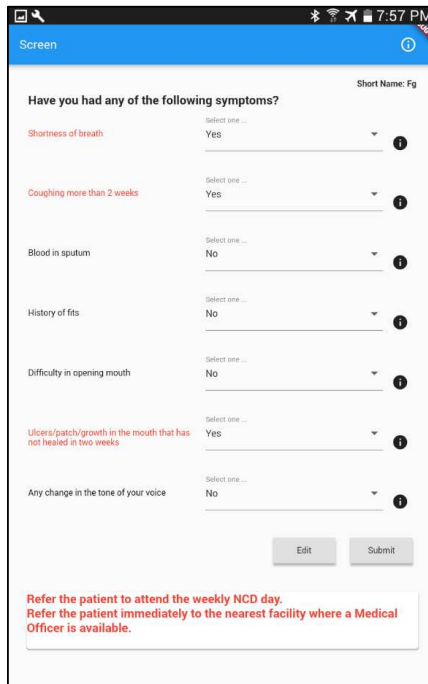 7:57 PM
Screen
Short Name: Fg
Have you had any of the following symptoms?
Select one ...
Shortness of breath
Yes
Select one ...
Coughing more than 2 weeks
Yes
Select one ...
Blood in sputum
No
Select one ...
History of fits
No
Select one ...
Difficulty in opening mouth
No
Select one ...
Ulcers/patch/growth in the mouth that has
not healed in two weeks
Yes
Select one ...
Any change in the tone of your voice
No
Edit
Submit
Refer the patient to attend the weekly NCD day.
Refer the patient immediately to the nearest facility where a Medical
Officer is available.